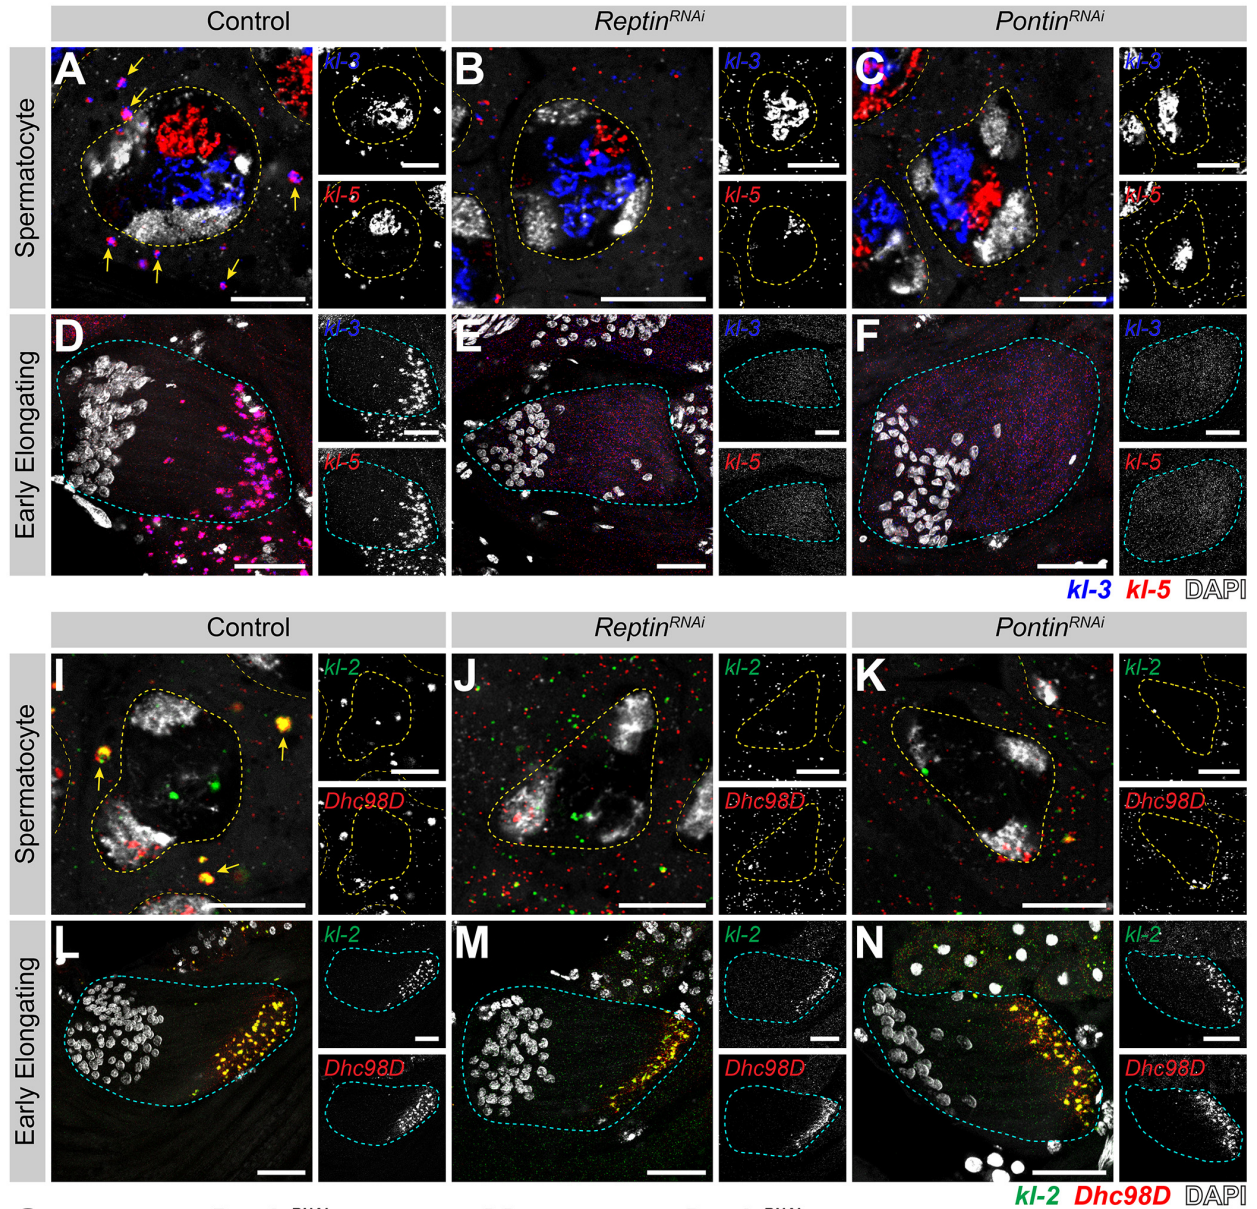 Control Reptin^RNAi Pontin^RNAi
Spermatocyte
A kl-3 B kl-3 C kl-3
kl-5 kl-5 kl-5
Early Elongating
D kl-3 E kl-3 F kl-3
kl-5 kl-5 kl-5
kl-3 kl-5 DAPI
Control Reptin^RNAi Pontin^RNAi
Spermatocyte
I kl-2 J kl-2 K kl-2
Dhc98D Dhc98D Dhc98D
Early Elongating
L kl-2 M kl-2 N kl-2
Dhc98D Dhc98D Dhc98D
kl-2 Dhc98D DAPI